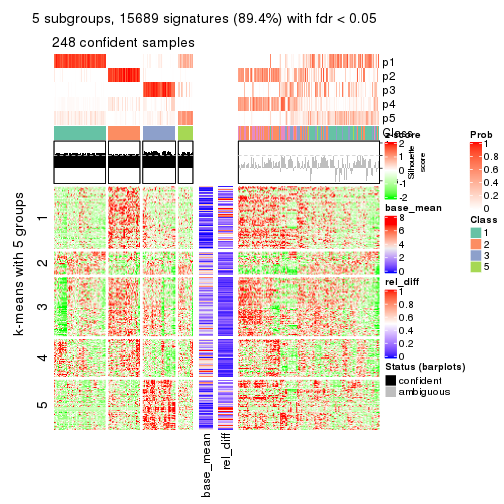 5 subgroups, 15689 signatures (89.4%) with fdr < 0.05
248 confident samples
p1
p2
p3
p4
p5
Class
Silhouette
score
k-means with 5 groups
1
2
3
4
5
base_mean
rel_diff
z-score
2
1
0
-1
-2
base_mean
8
6
4
2
0
rel_diff
1
0.8
0.6
0.4
0.2
0
Status (barplots)
confident
ambiguous
Prob
1
0.8
0.6
0.4
0.2
0
Class
1
2
3
5